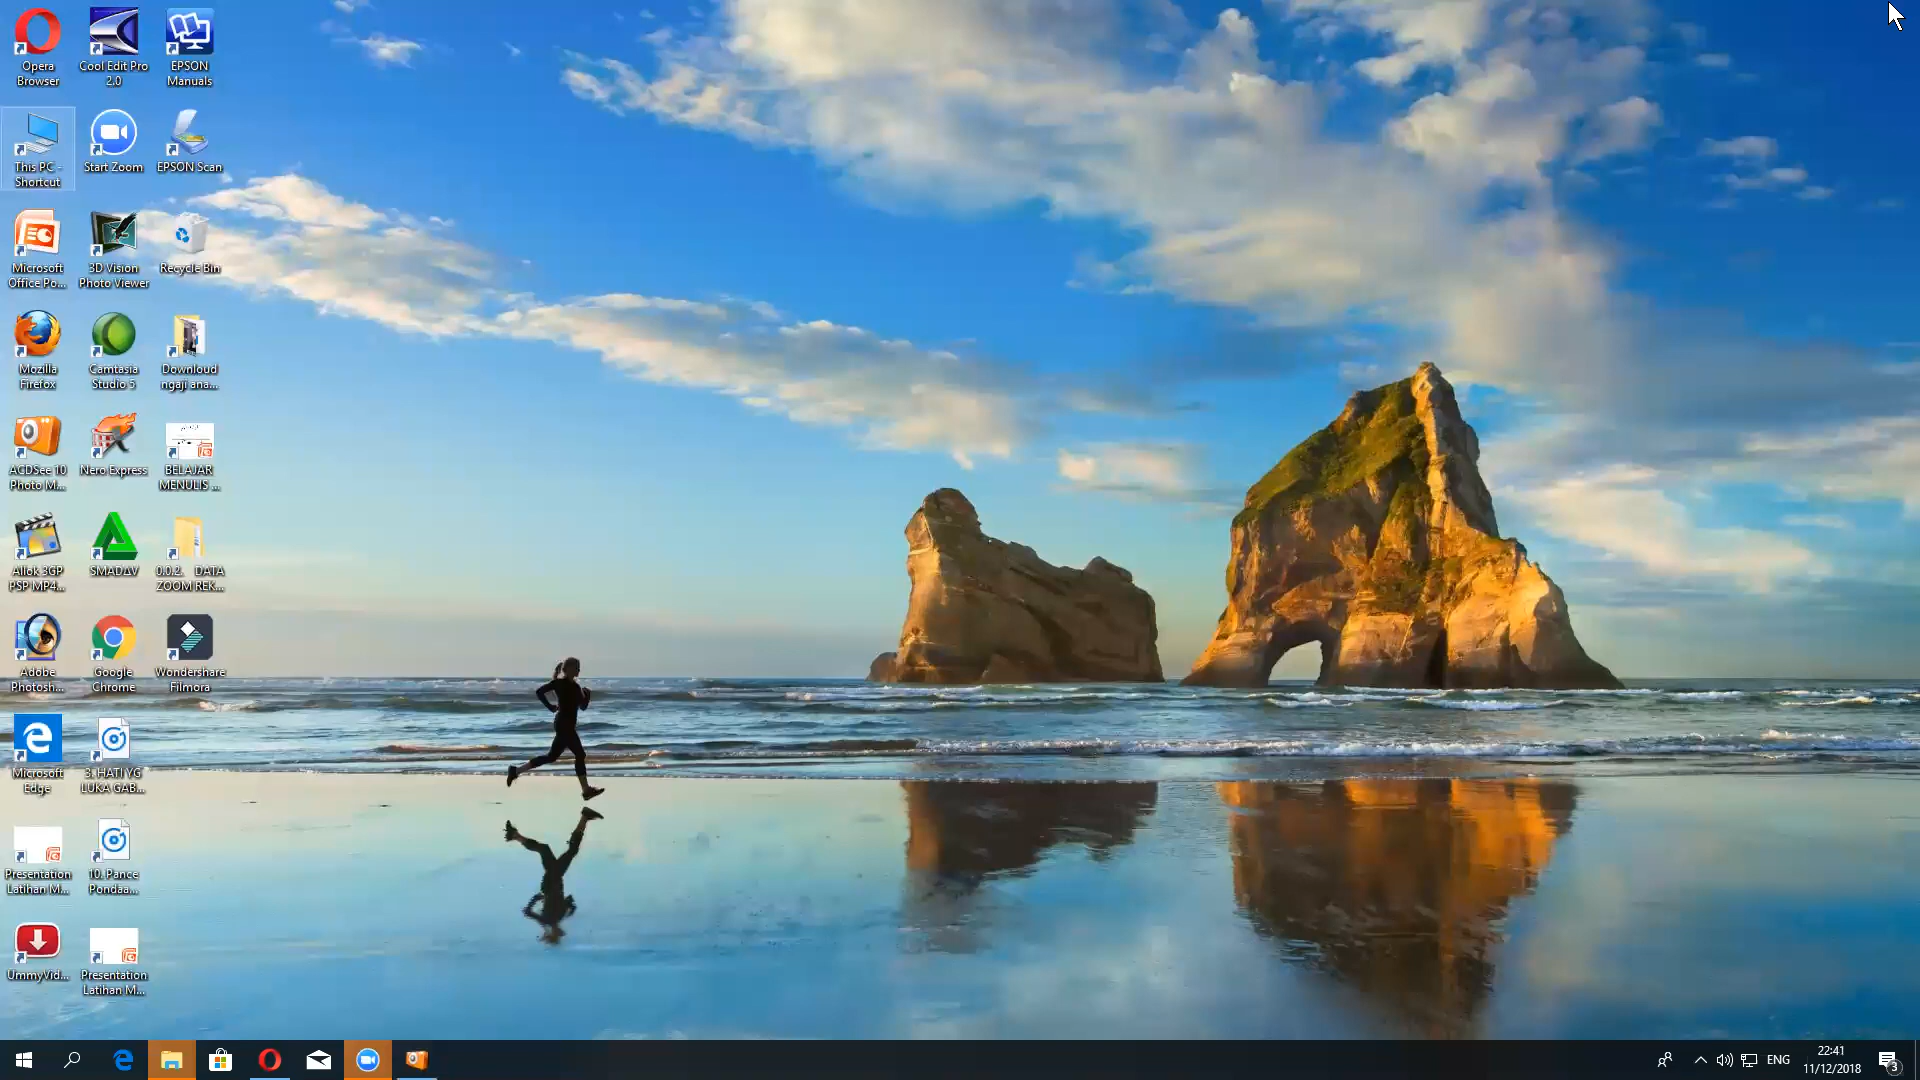 Opera
Browser
Cool Edit Pro
2.0
EPSON
Manuals
This PC -
Shortcut
Start Zoom
EPSON Scan
Microsoft
Office Po...
3D Vision
Photo Viewer
Recycle Bin
Mozilla
Firefox
Camtasia
Studio 5
Downloud
ngaji ana...
ACDSee 10
Photo M...
Nero Express
BELAJAR
MENULIS ...
Allok 3GP
PSP MP4...
SMADΔV
0.0.2. DATA
ZOOM REK...
Adobe
Photosh...
Google
Chrome
Wondershare
Filmora
Microsoft
Edge
3. HATI YG
LUKA GAB...
Presentation
Latihan M...
10. Pance
Pondaa...
UmmyVid...
Presentation
Latihan M...
ENG
22:41
11/12/2018
3